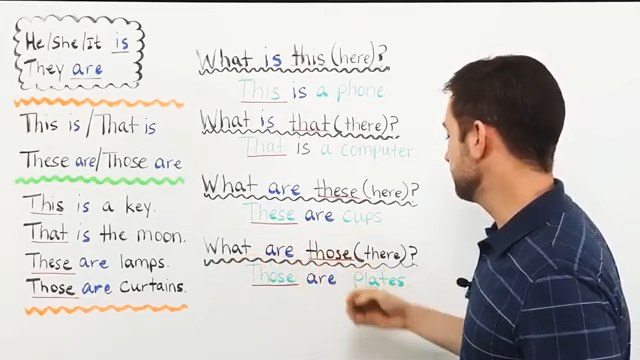 He/She/It is
They are
This is/That is
These are/Those are
This is a key.
That is the moon.
These are lamps.
Those are curtains.
What is this (here)?
This is a phone
What is that (there)?
That is a computer
What are these (here)?
These are cups
What are those (there)?
Those are plates.